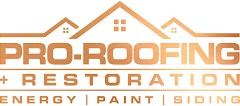 PRO-ROOFING
+ RESTORATION
ENERGY | PAINT | SIDING